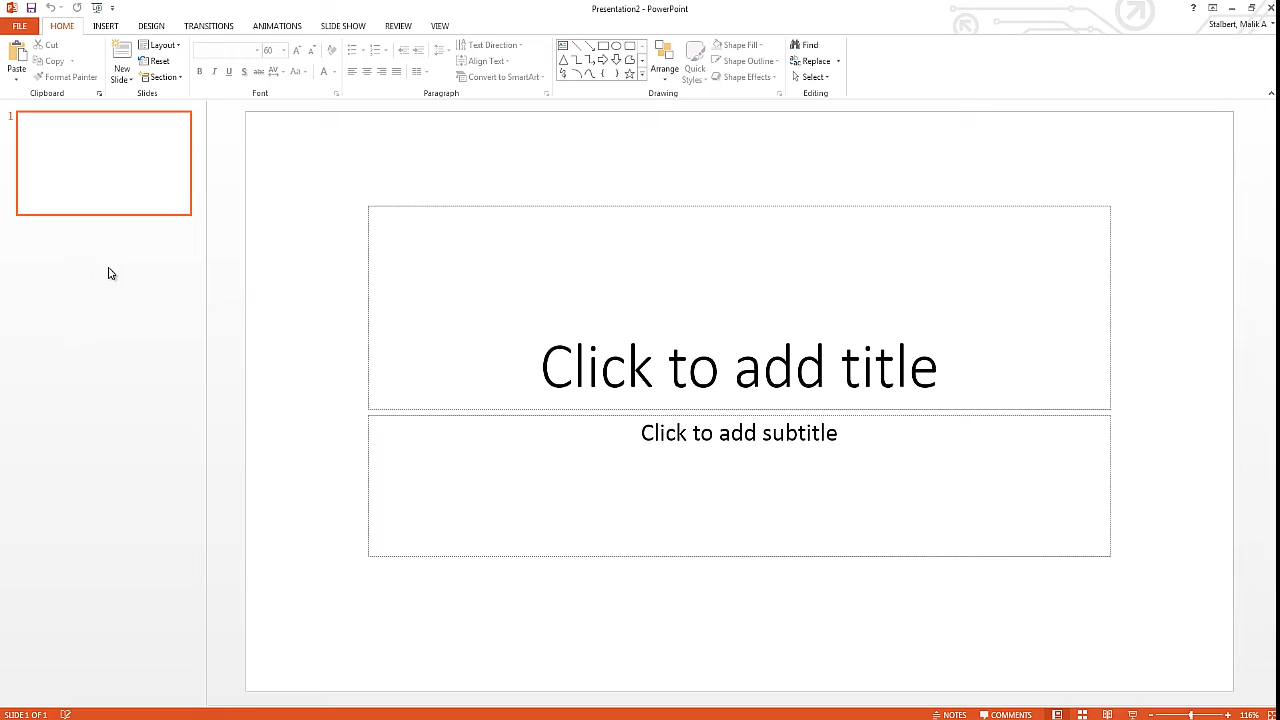 Presentation2 - PowerPoint
?
FILE HOME INSERT DESIGN TRANSITIONS ANIMATIONS SLIDE SHOW REVIEW VIEW
Stalbert, Malik A
Paste
Cut
Copy
Format Painter
Clipboard
New
Slide
Layout
Reset
Section
Slides
60
B I U S abc AV Aa A
Font
Text Direction
Align Text
Convert to SmartArt
Paragraph
Arrange
Quick
Styles
Shape Fill
Shape Outline
Shape Effects
Drawing
Find
Replace
Select
Editing
1
Click to add title
Click to add subtitle
SLIDE 1 OF 1
NOTES COMMENTS 116%